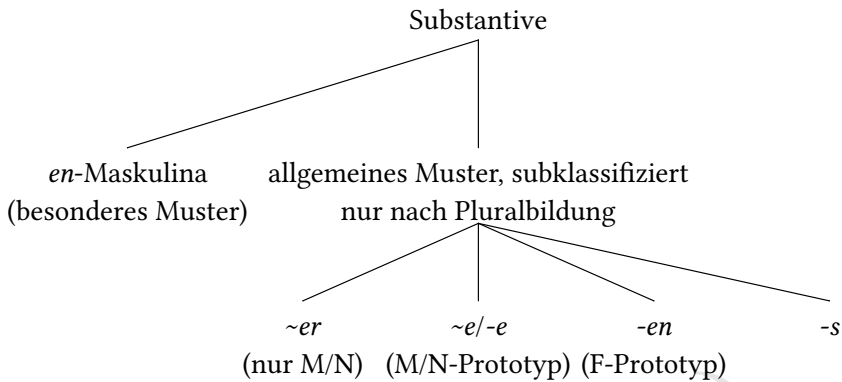 Substantive
en-Maskulina
(besonderes Muster)
allgemeines Muster, subklassifiziert
nur nach Pluralbildung
~er
(nur M/N)
~e/-e
(M/N-Prototyp)
-en
(F-Prototyp)
-s